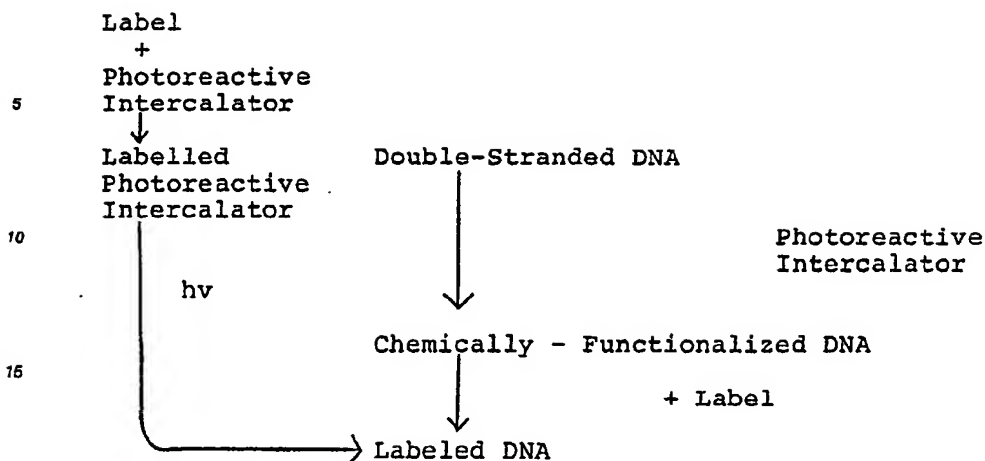 Label
+
Photoreactive
5 Intercalator
Labelled Double-Stranded DNA
Photoreactive
Intercalator
10 Photoreactive
Intercalator
hv
Chemically - Functionalized DNA
15
+ Label
Labeled DNA